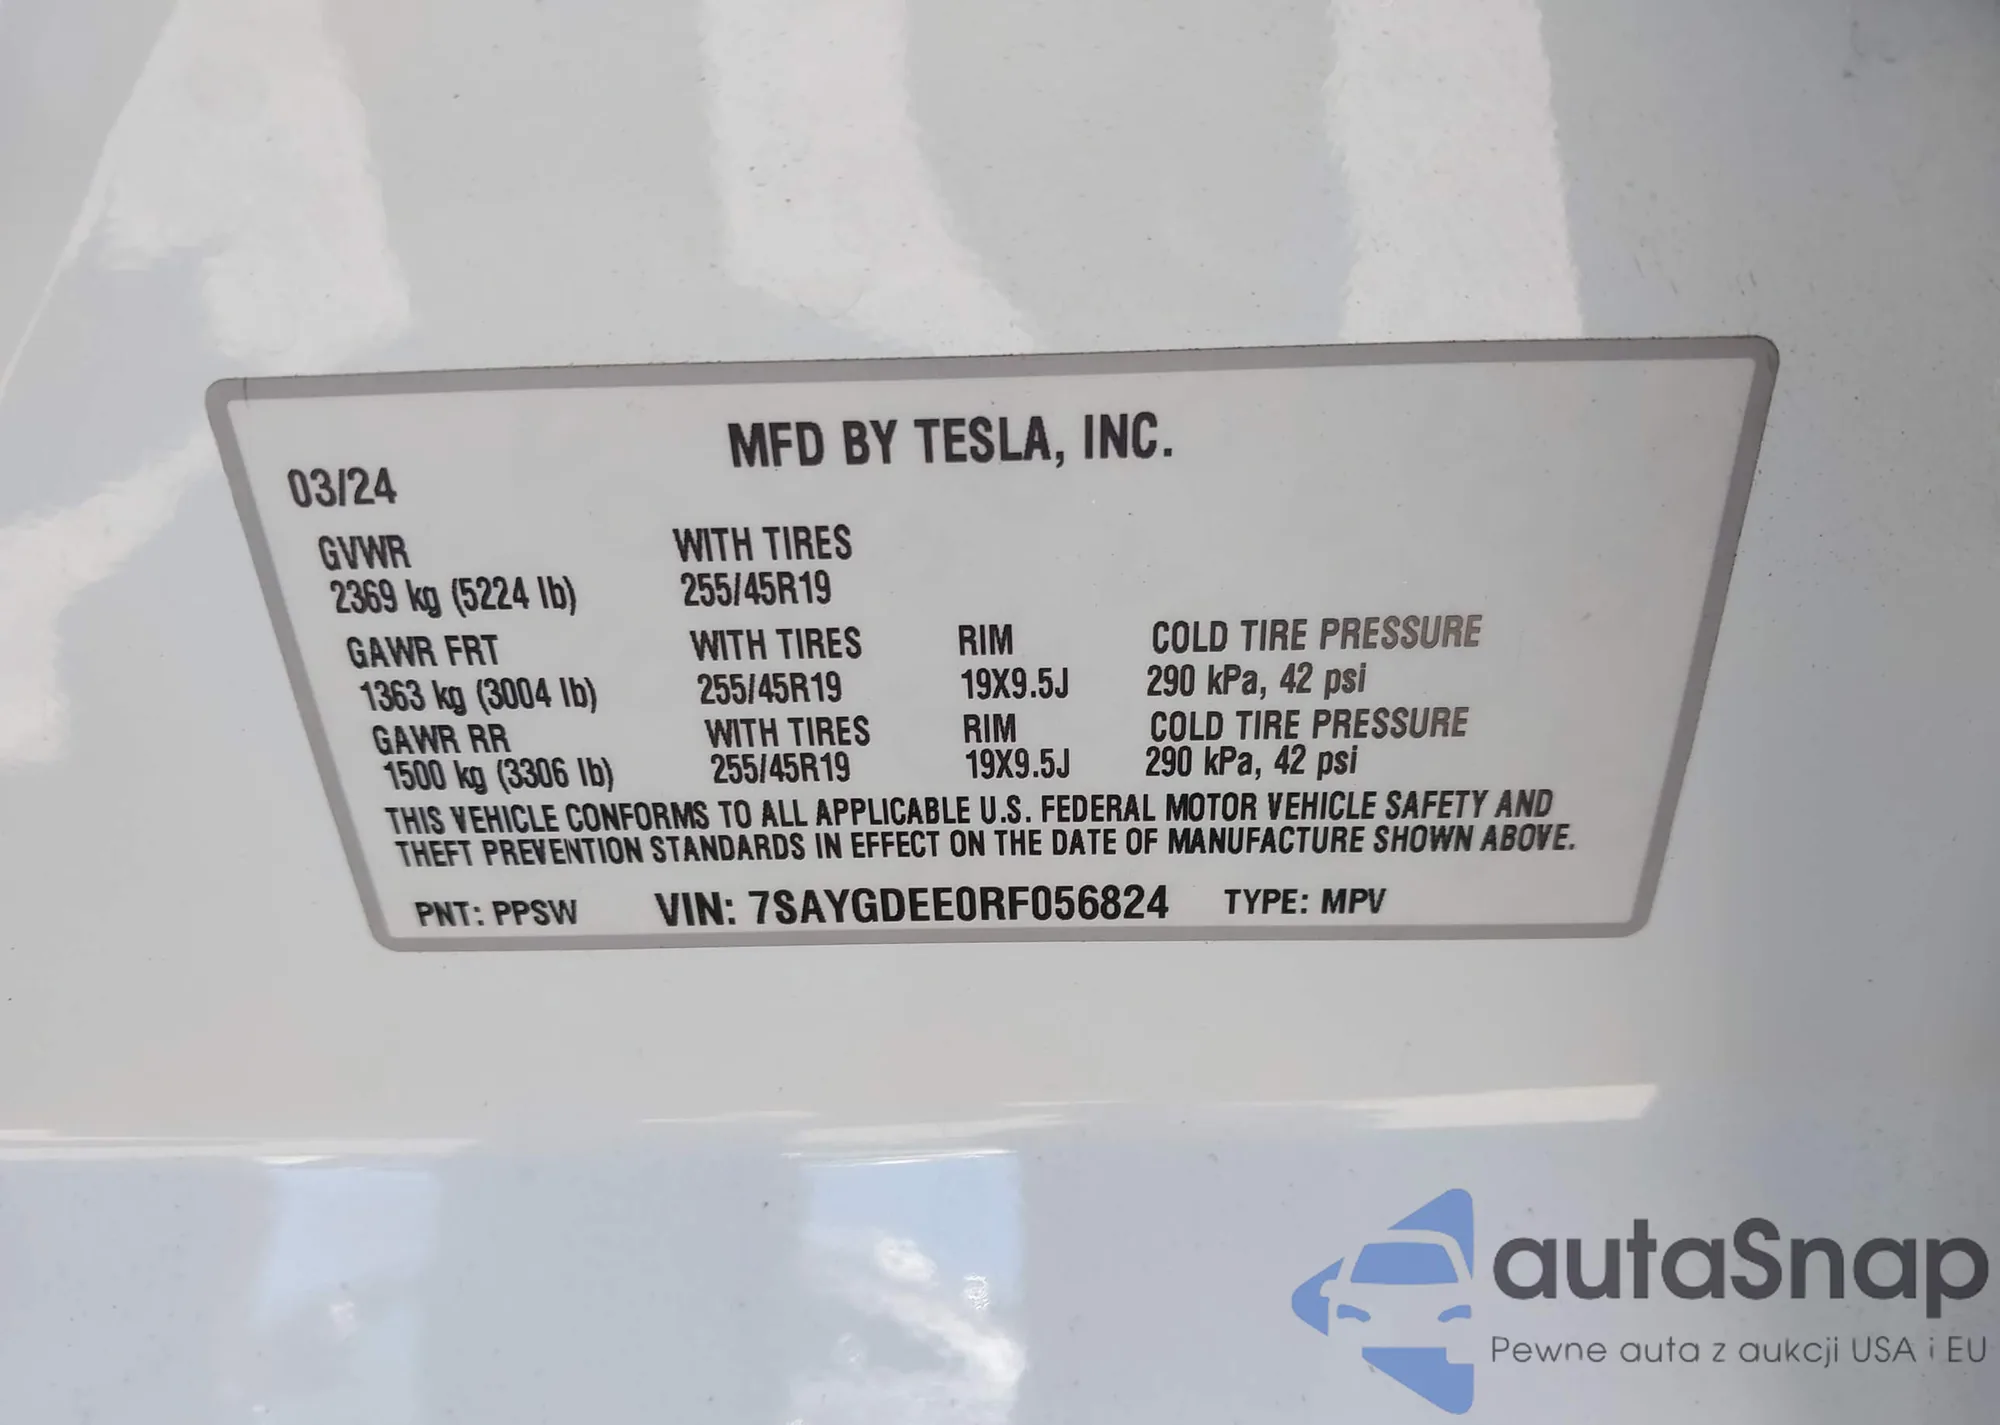 MFD BY TESLA, INC.
03/24
GVWR WITH TIRES
2369 kg (5224 lb) 255/45R19
GAWR FRT WITH TIRES RIM COLD TIRE PRESSURE
1363 kg (3004 lb) 255/45R19 19X9.5J 290 kPa, 42 psi
GAWR RR WITH TIRES RIM COLD TIRE PRESSURE
1500 kg (3306 lb) 255/45R19 19X9.5J 290 kPa, 42 psi
THIS VEHICLE CONFORMS TO ALL APPLICABLE U.S. FEDERAL MOTOR VEHICLE SAFETY AND
THEFT PREVENTION STANDARDS IN EFFECT ON THE DATE OF MANUFACTURE SHOWN ABOVE.
PNT: PPSW VIN: 7SAYGDEE0RF056824 TYPE: MPV
autaSnap
Pewne auta z aukcji USA i EU